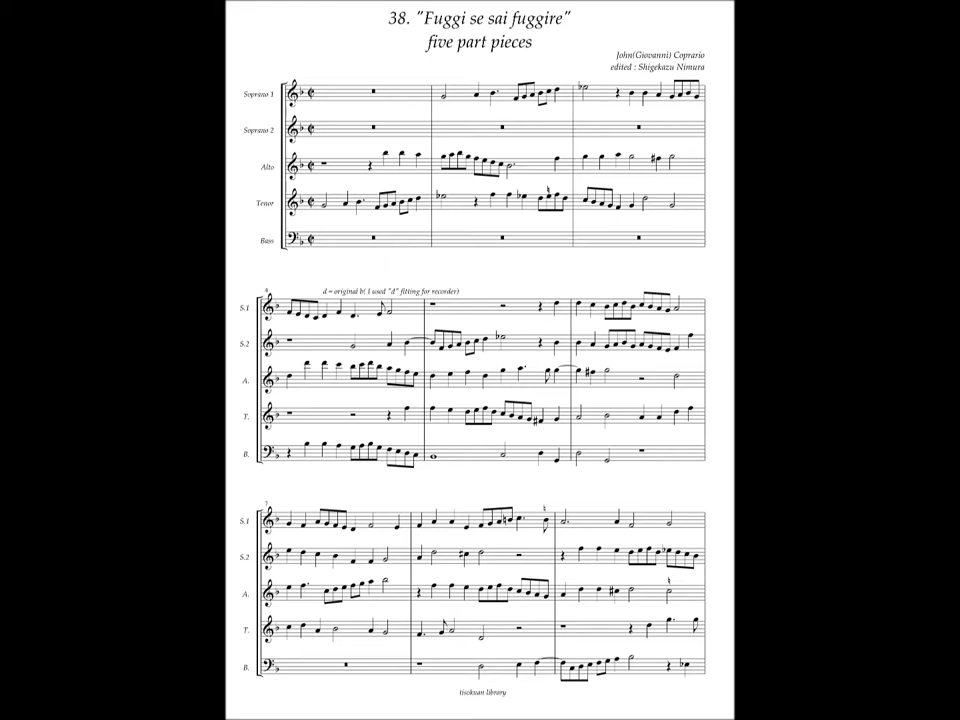 38. "Fuggi se sai fuggire"
five part pieces
John(Giovanni) Coprario
edited : Shigekazu Nimura
Soprano 1
Soprano 2
Alto
Tenor
Bass
4
d = original b( I used "d" fitting for recorder)
S.1
S.2
A.
T.
B.
7
S.1
S.2
A.
T.
B.
tisokuan library